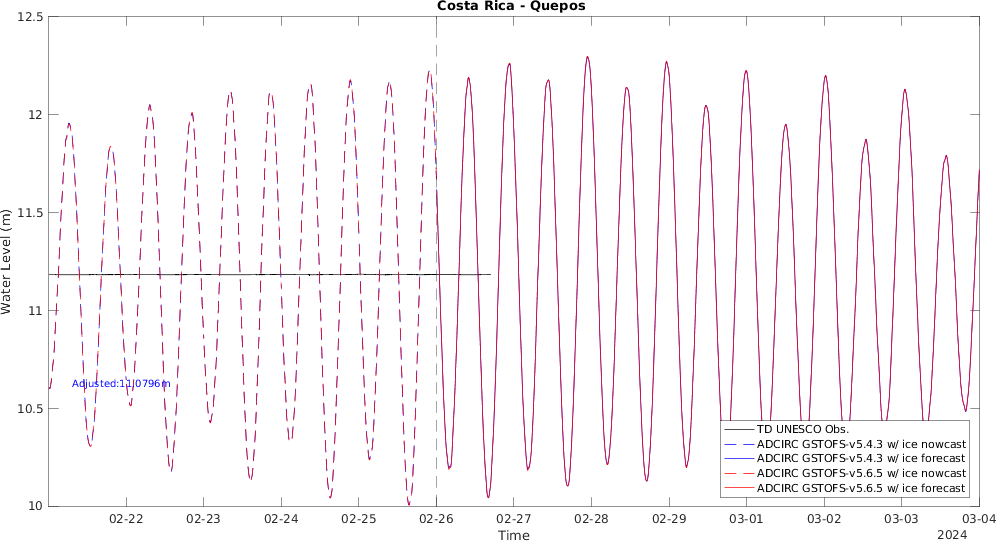 Costa Rica - Quepos
12.5
12
11.5
11
10.5
10
Water Level (m)
Adjusted:11.0796m
TD UNESCO Obs.
ADCIRC GSTOFS-v5.4.3 w/ ice nowcast
ADCIRC GSTOFS-v5.4.3 w/ ice forecast
ADCIRC GSTOFS-v5.6.5 w/ ice nowcast
ADCIRC GSTOFS-v5.6.5 w/ ice forecast
02-22 02-23 02-24 02-25 02-26 02-27 02-28 02-29 03-01 03-02 03-03 03-04
Time
2024